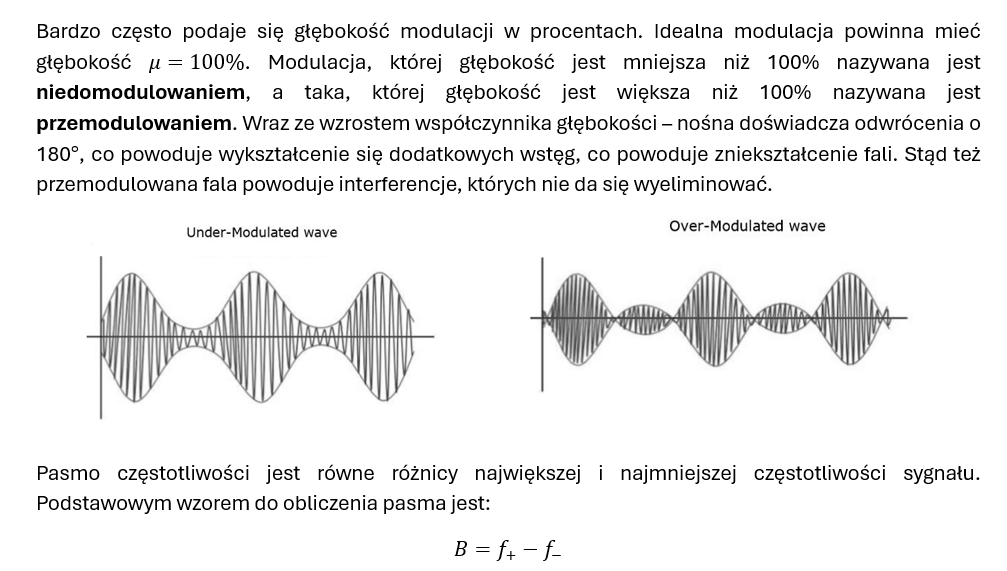 Bardzo często podaje się głębokość modulacji w procentach. Idealna modulacja powinna mieć
głębokość μ = 100%. Modulacja, której głębokość jest mniejsza niż 100% nazywana jest
niedomodulowaniem, a taka, której głębokość jest większa niż 100% nazywana jest
przemodulowaniem. Wraz ze wzrostem współczynnika głębokości – nośna doświadcza odwrócenia o
180°, co powoduje wykształcenie się dodatkowych wstęg, co powoduje zniekształcenie fali. Stąd też
przemodulowana fala powoduje interferencje, których nie da się wyeliminować.
Under-Modulated wave
Over-Modulated wave
Pasmo częstotliwości jest równe różnicy największej i najmniejszej częstotliwości sygnału.
Podstawowym wzorem do obliczenia pasma jest:
B = f₊ − f₋